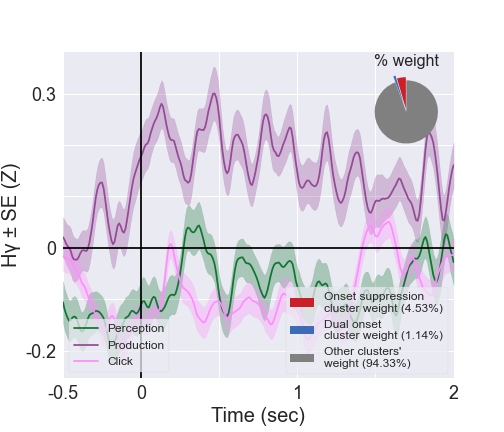 % weight
0.3
0
-0.2
Hγ ± SE (Z)
Perception
Production
Click
Onset suppression
cluster weight (4.53%)
Dual onset
cluster weight (1.14%)
Other clusters'
weight (94.33%)
-0.5 0 1 2
Time (sec)